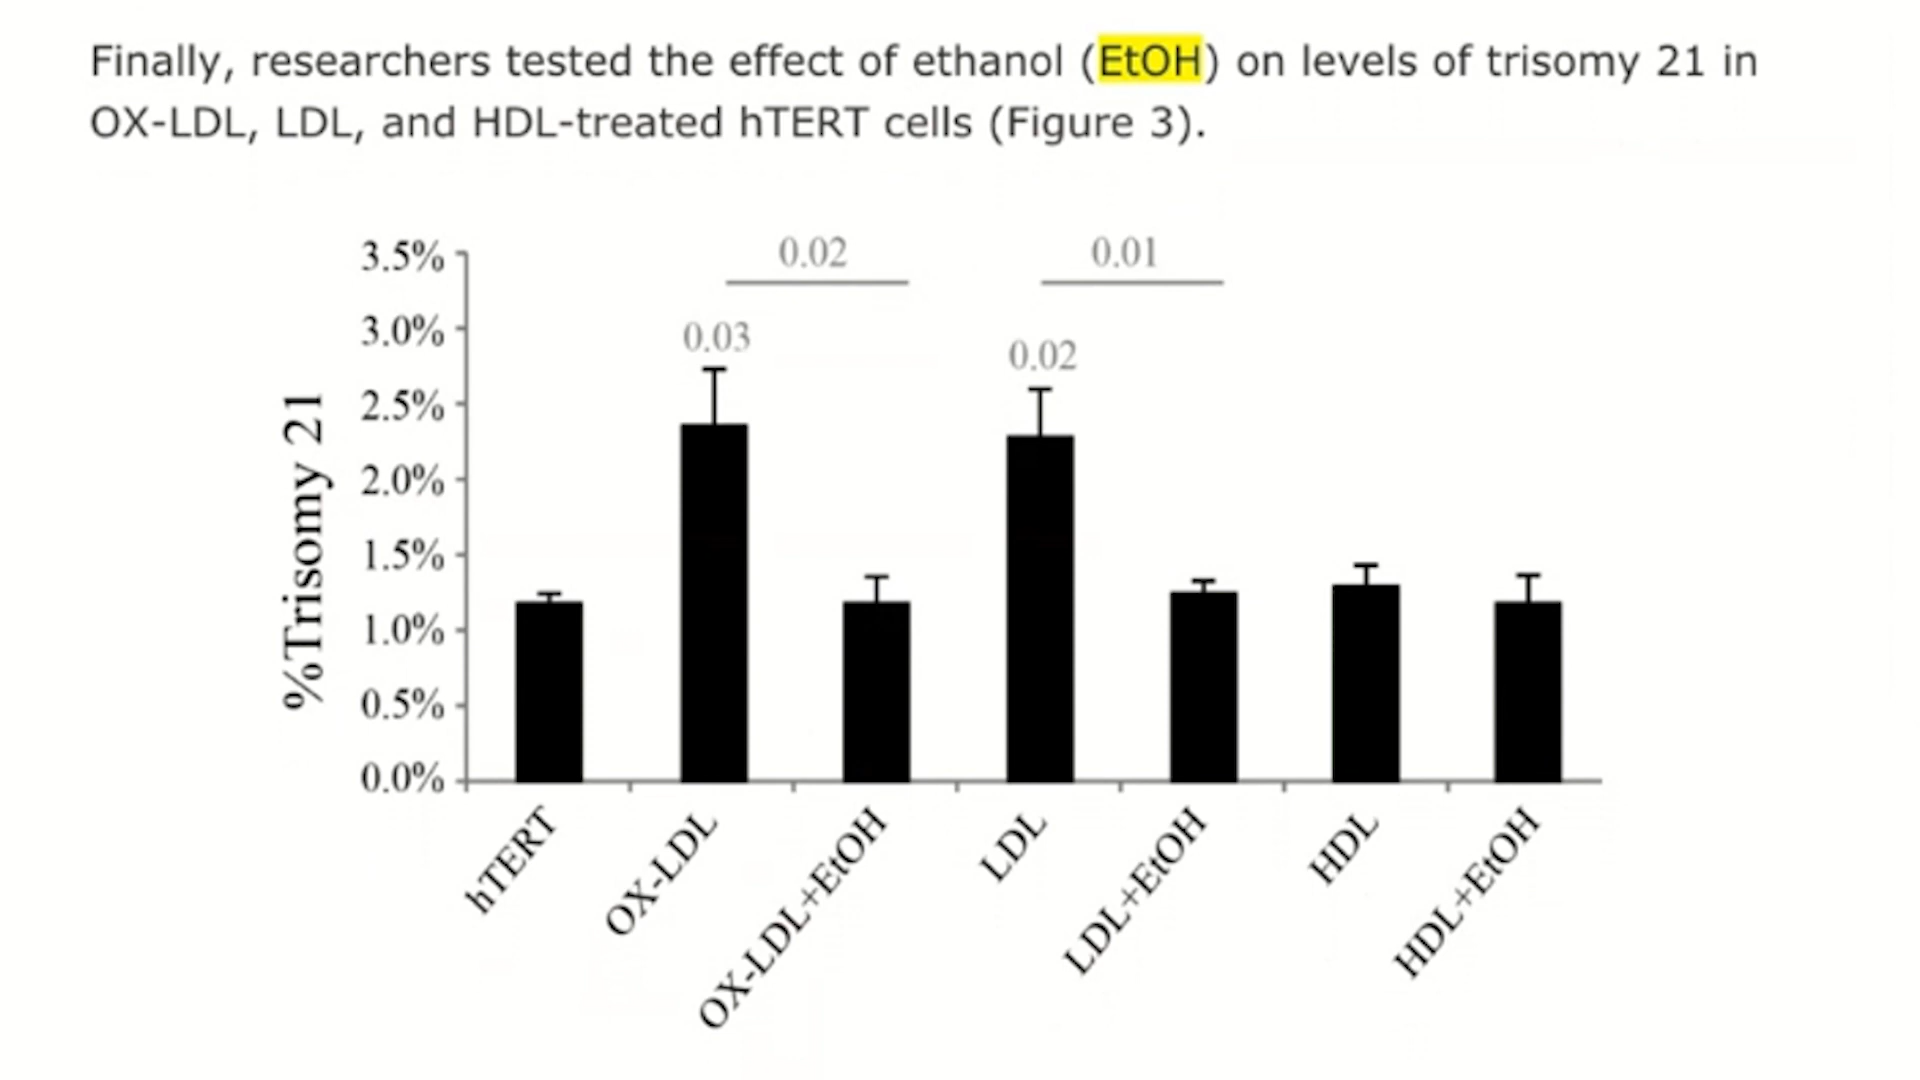 Finally, researchers tested the effect of ethanol (EtOH) on levels of trisomy 21 in
OX-LDL, LDL, and HDL-treated hTERT cells (Figure 3).
%Trisomy 21
3.5%
3.0%
2.5%
2.0%
1.5%
1.0%
0.5%
0.0%
0.02
0.01
0.03
0.02
hTERT
OX-LDL
OX-LDL+EtOH
LDL
LDL+EtOH
HDL
HDL+EtOH